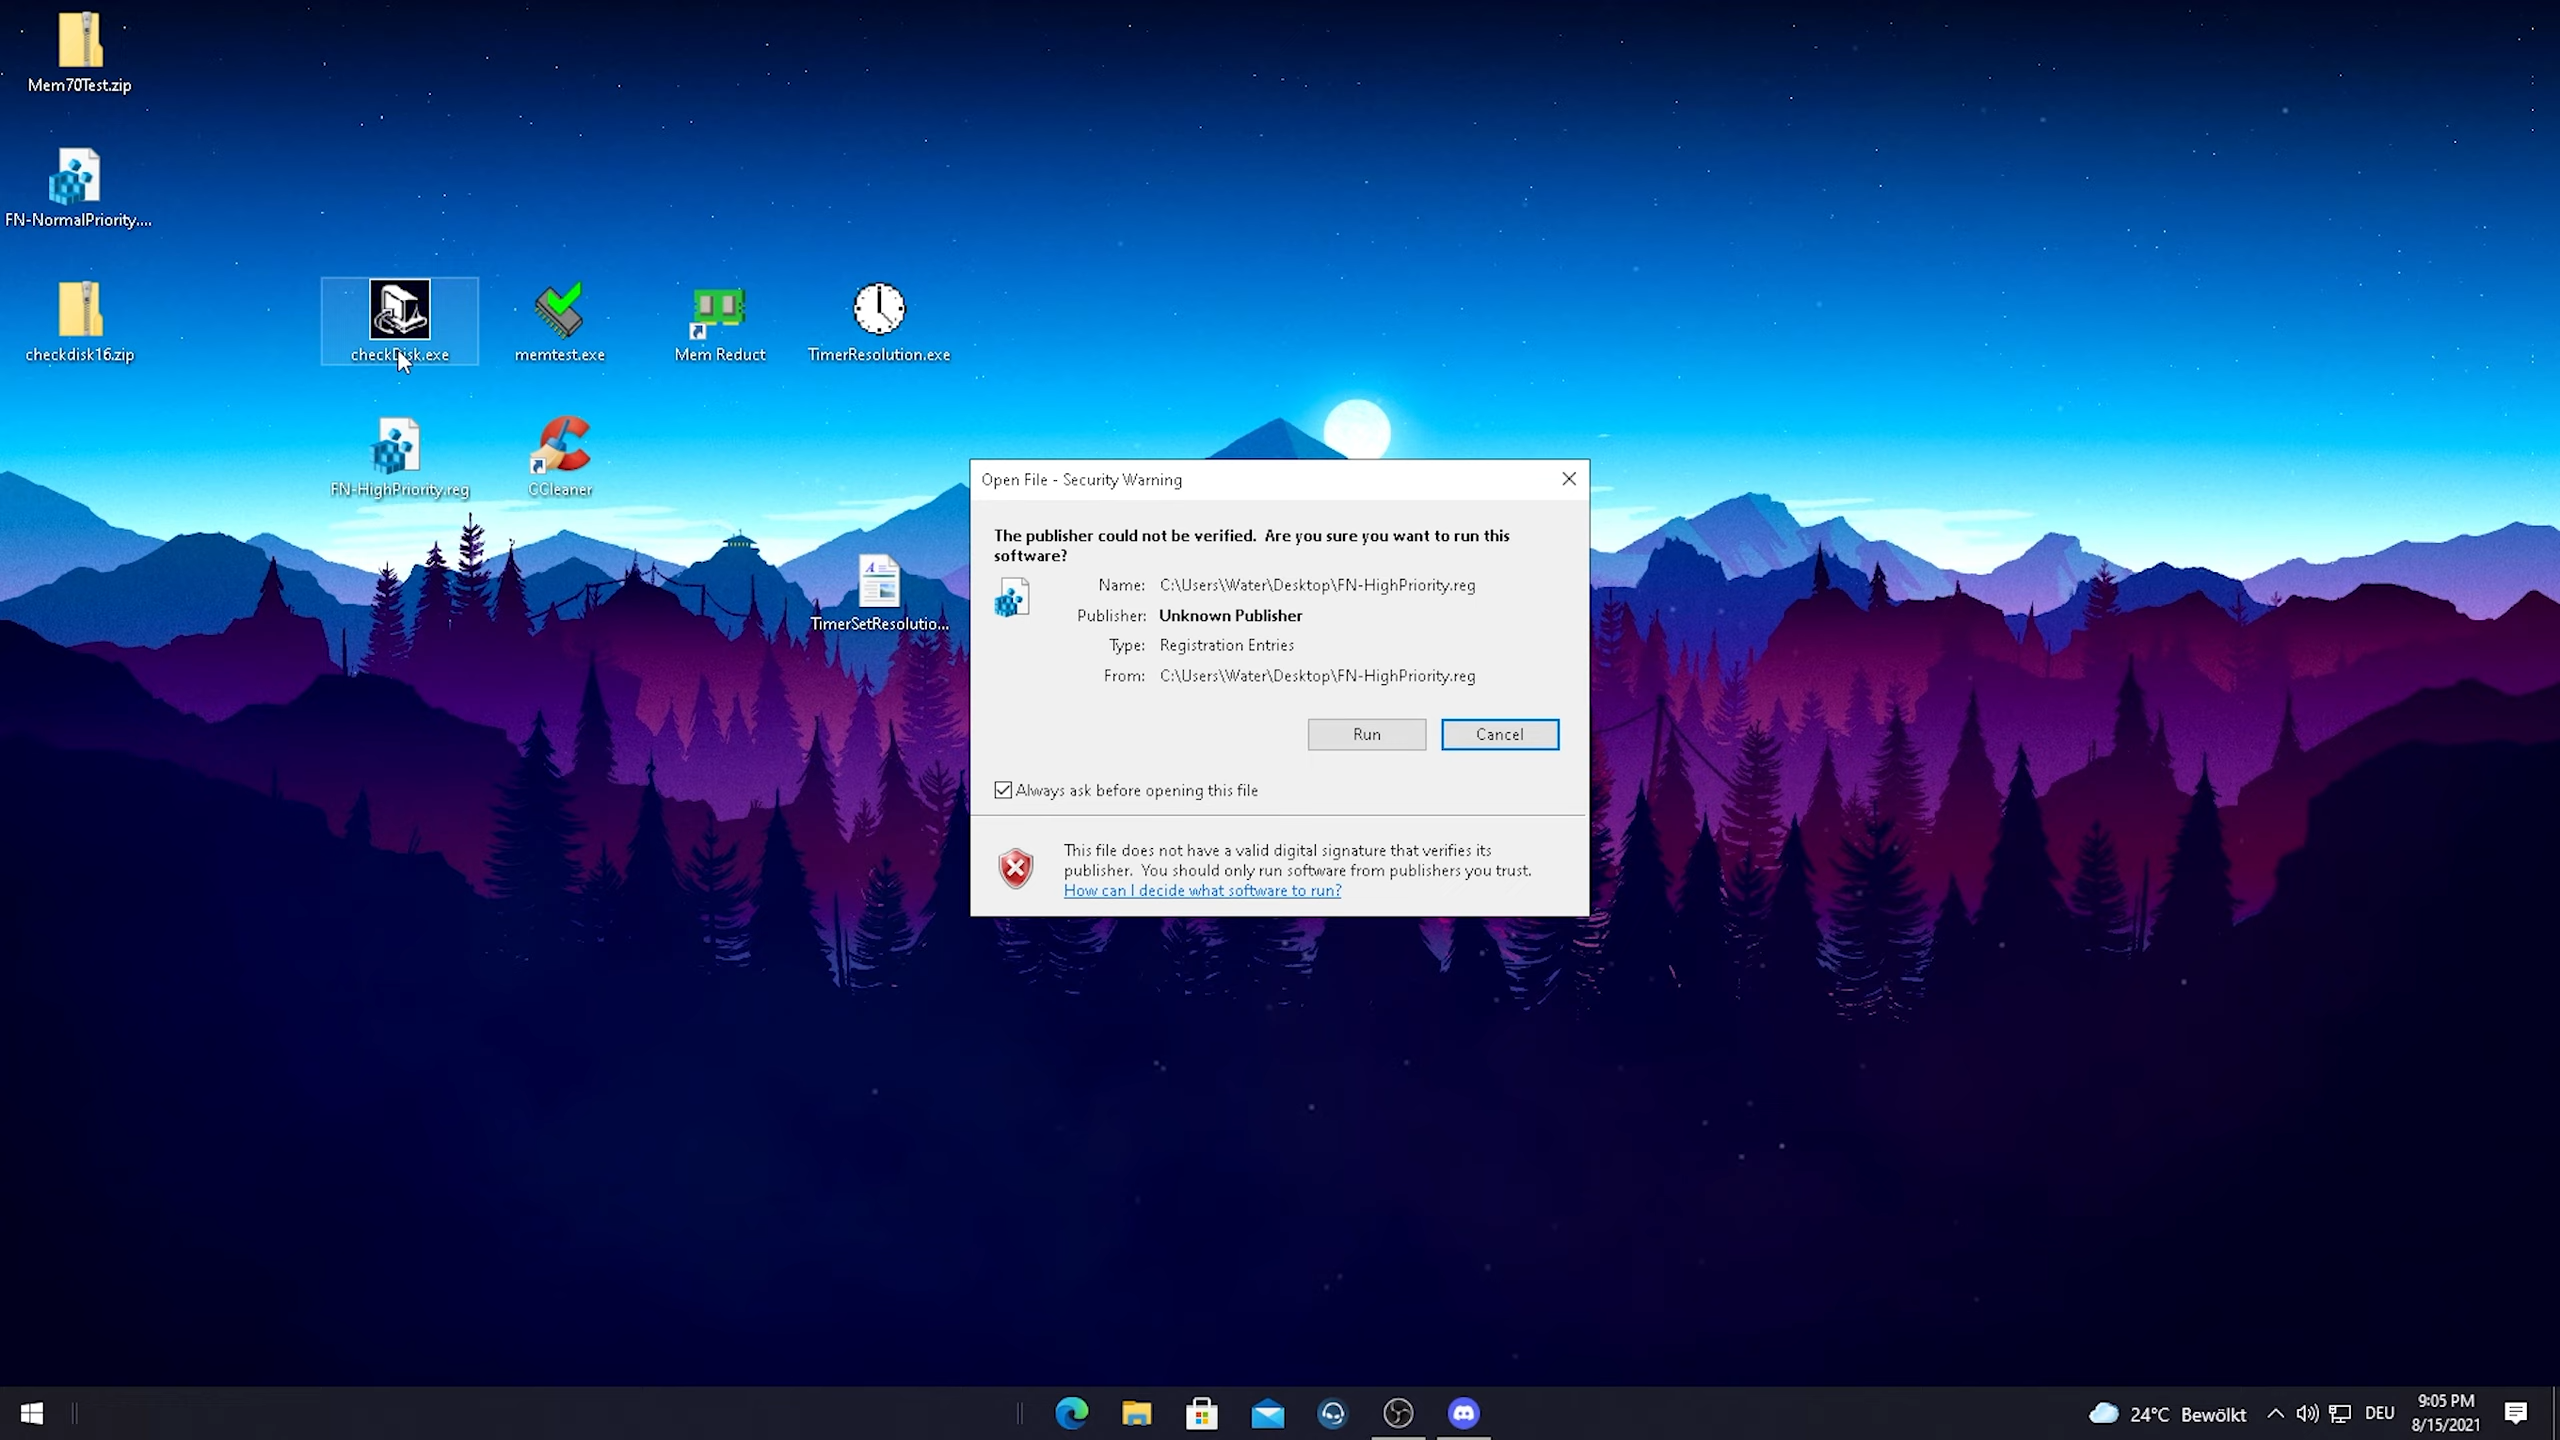 Mem70Test.zip
FN-NormalPriority....
checkdisk16.zip
checkDisk.exe
memtest.exe
Mem Reduct
TimerResolution.exe
FN-HighPriority.reg
CCleaner
TimerSetResolutio...
Open File - Security Warning
The publisher could not be verified. Are you sure you want to run this
software?
Name: C:\Users\Water\Desktop\FN-HighPriority.reg
Publisher: Unknown Publisher
Type: Registration Entries
From: C:\Users\Water\Desktop\FN-HighPriority.reg
Run
Cancel
Always ask before opening this file
This file does not have a valid digital signature that verifies its
publisher. You should only run software from publishers you trust.
How can I decide what software to run?
24°C Bewölkt
DEU
9:05 PM
8/15/2021